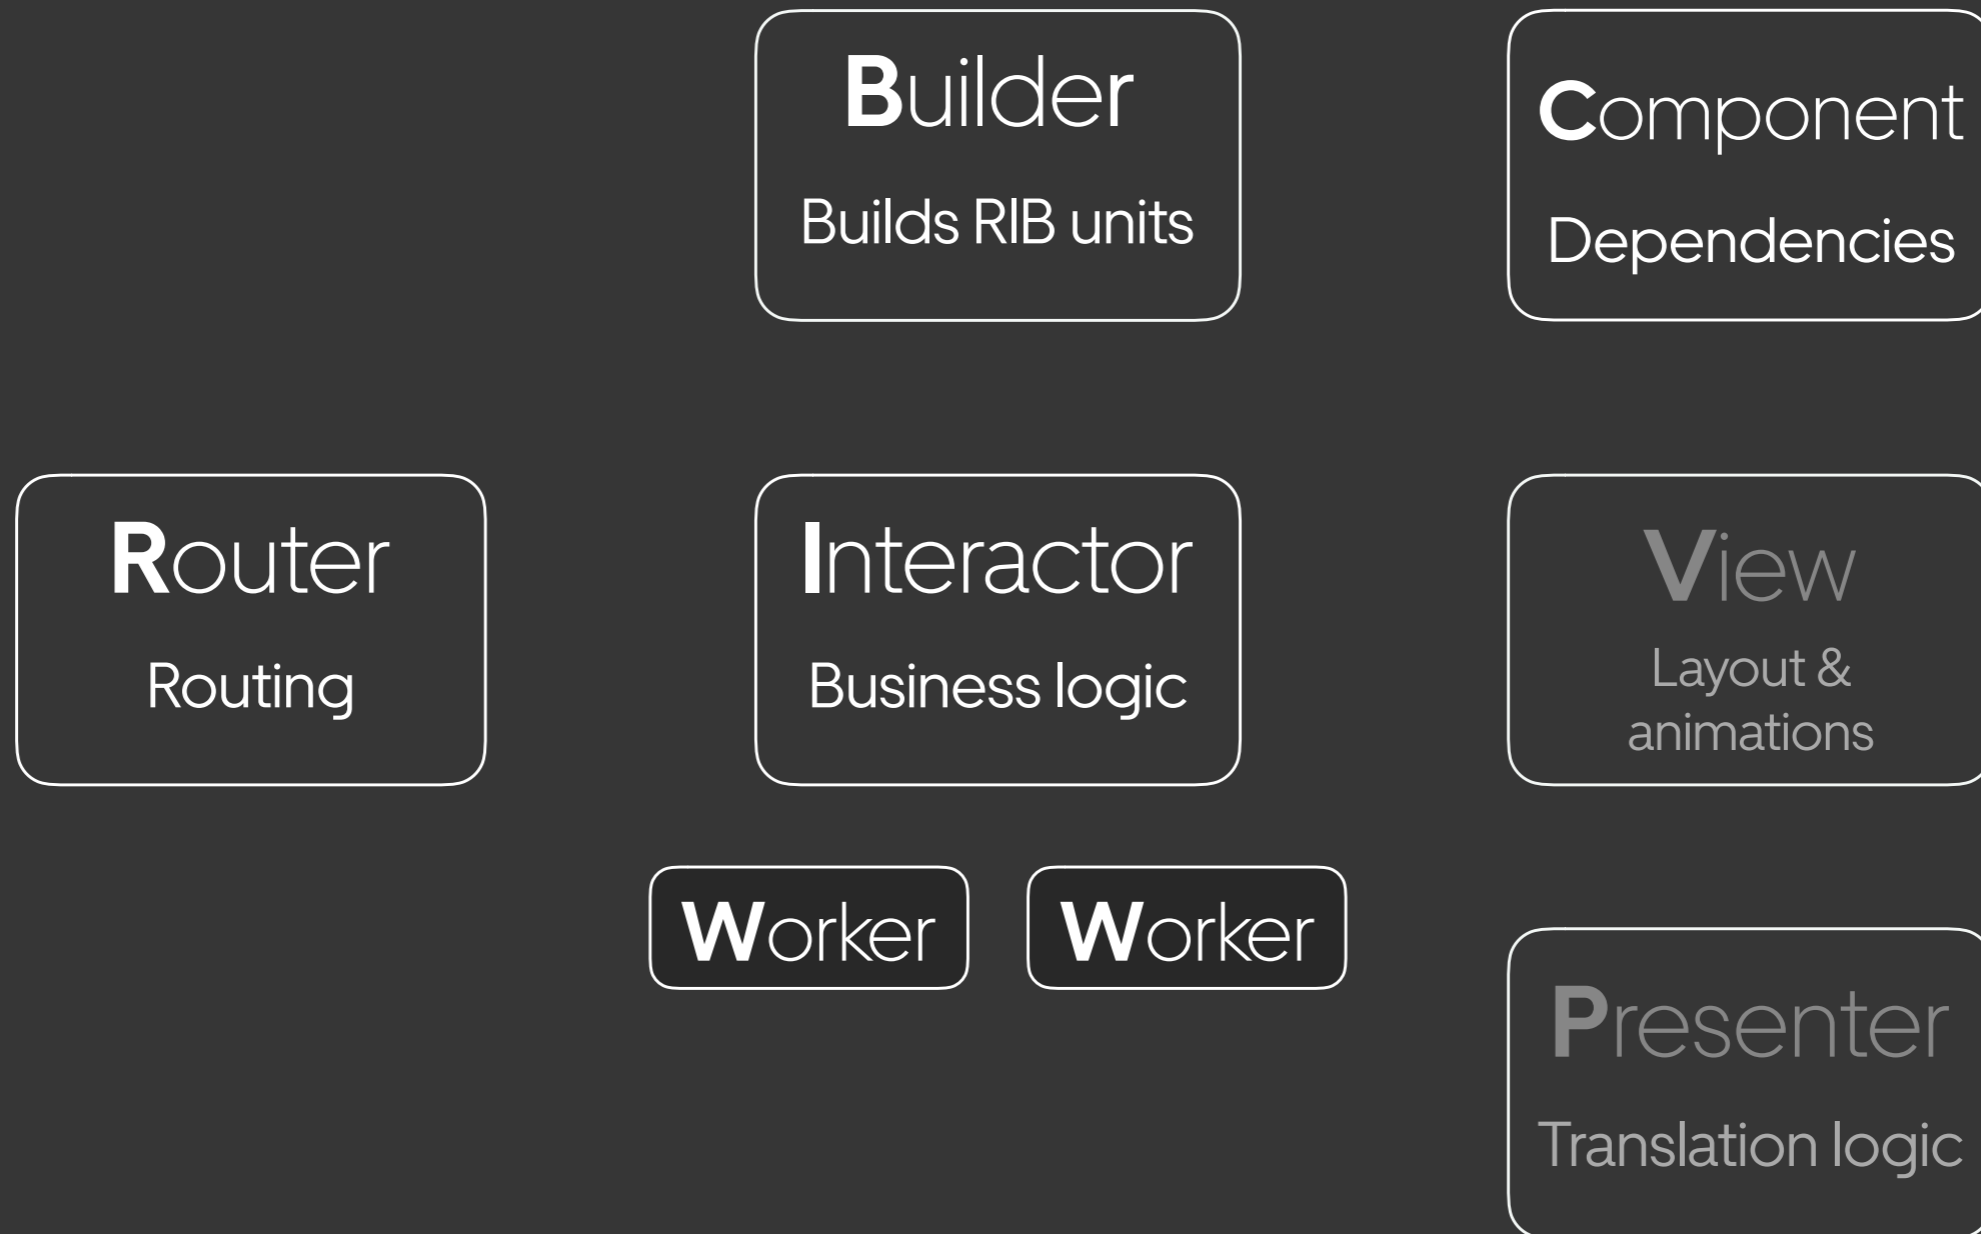 Builder
Builds RIB units
Component
Dependencies
Router
Routing
Interactor
Business logic
View
Layout &
animations
Worker
Worker
Presenter
Translation logic